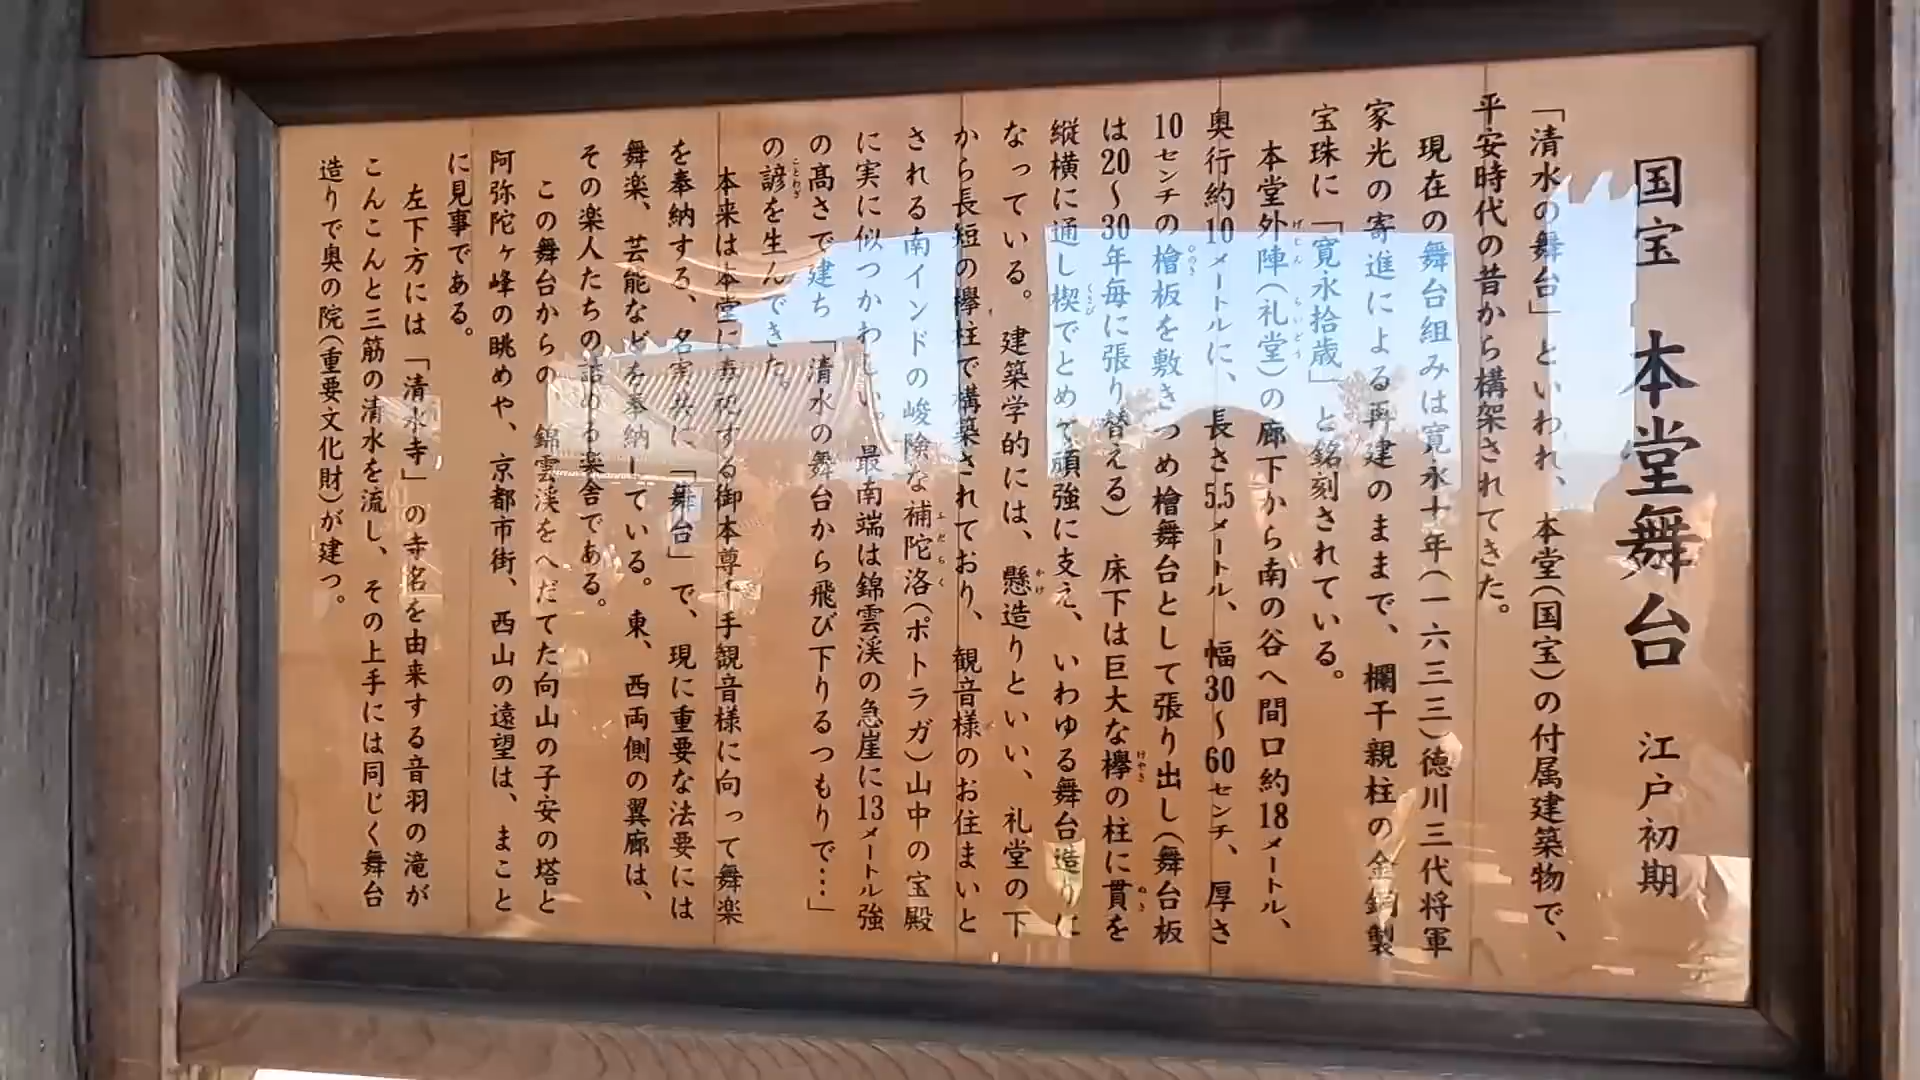 国宝 本堂舞台 江戸初期
「清水の舞台」といわれ、本堂(国宝)の付属建築物で、
平安時代の昔から構架されてきた。
現在の舞台組みは寛永十年(一六三三)徳川三代将軍
家光の寄進による再建のままで、欄干親柱の金銅製
宝珠に「寛永拾歳」と銘刻されている。
本堂外陣(礼堂)の廊下から南の谷へ間口約18メートル、
奥行約10メートルに、長さ5.5メートル、幅30〜60センチ、厚さ
10センチの檜板を敷きつめ檜舞台として張り出し(舞台板
は20〜30年毎に張り替える)床下は巨大な欅の柱に貫を
縦横に通し楔でとめて頑強に支え、いわゆる舞台造りに
なっている。建築学的には、懸造りといい、礼堂の下
から長短の欅柱で構築されており、観音様のお住まいと
される南インドの峻険な補陀洛(ポトラガ)山中の宝殿
に実に似つかわしい。最南端は錦雲渓の急崖に13メートル強
の髙さで建ち「清水の舞台から飛び下りるつもりで…」
の諺を生んできた。
本来は本堂に奉祀する御本尊千手観音様に向って舞楽
を奉納する、名実共に「舞台」で、現に重要な法要には
舞楽、芸能などを奉納している。東、西両側の翼廊は、
その楽人たちの詰める楽舎である。
この舞台からの 錦雲渓をへだてた向山の子安の塔と
阿弥陀ヶ峰の眺めや、京都市街、西山の遠望は、まこと
に見事である。
左下方には「清水寺」の寺名を由来する音羽の滝が
こんこんと三筋の清水を流し、その上手には同じく舞台
造りで奥の院(重要文化財)が建つ。